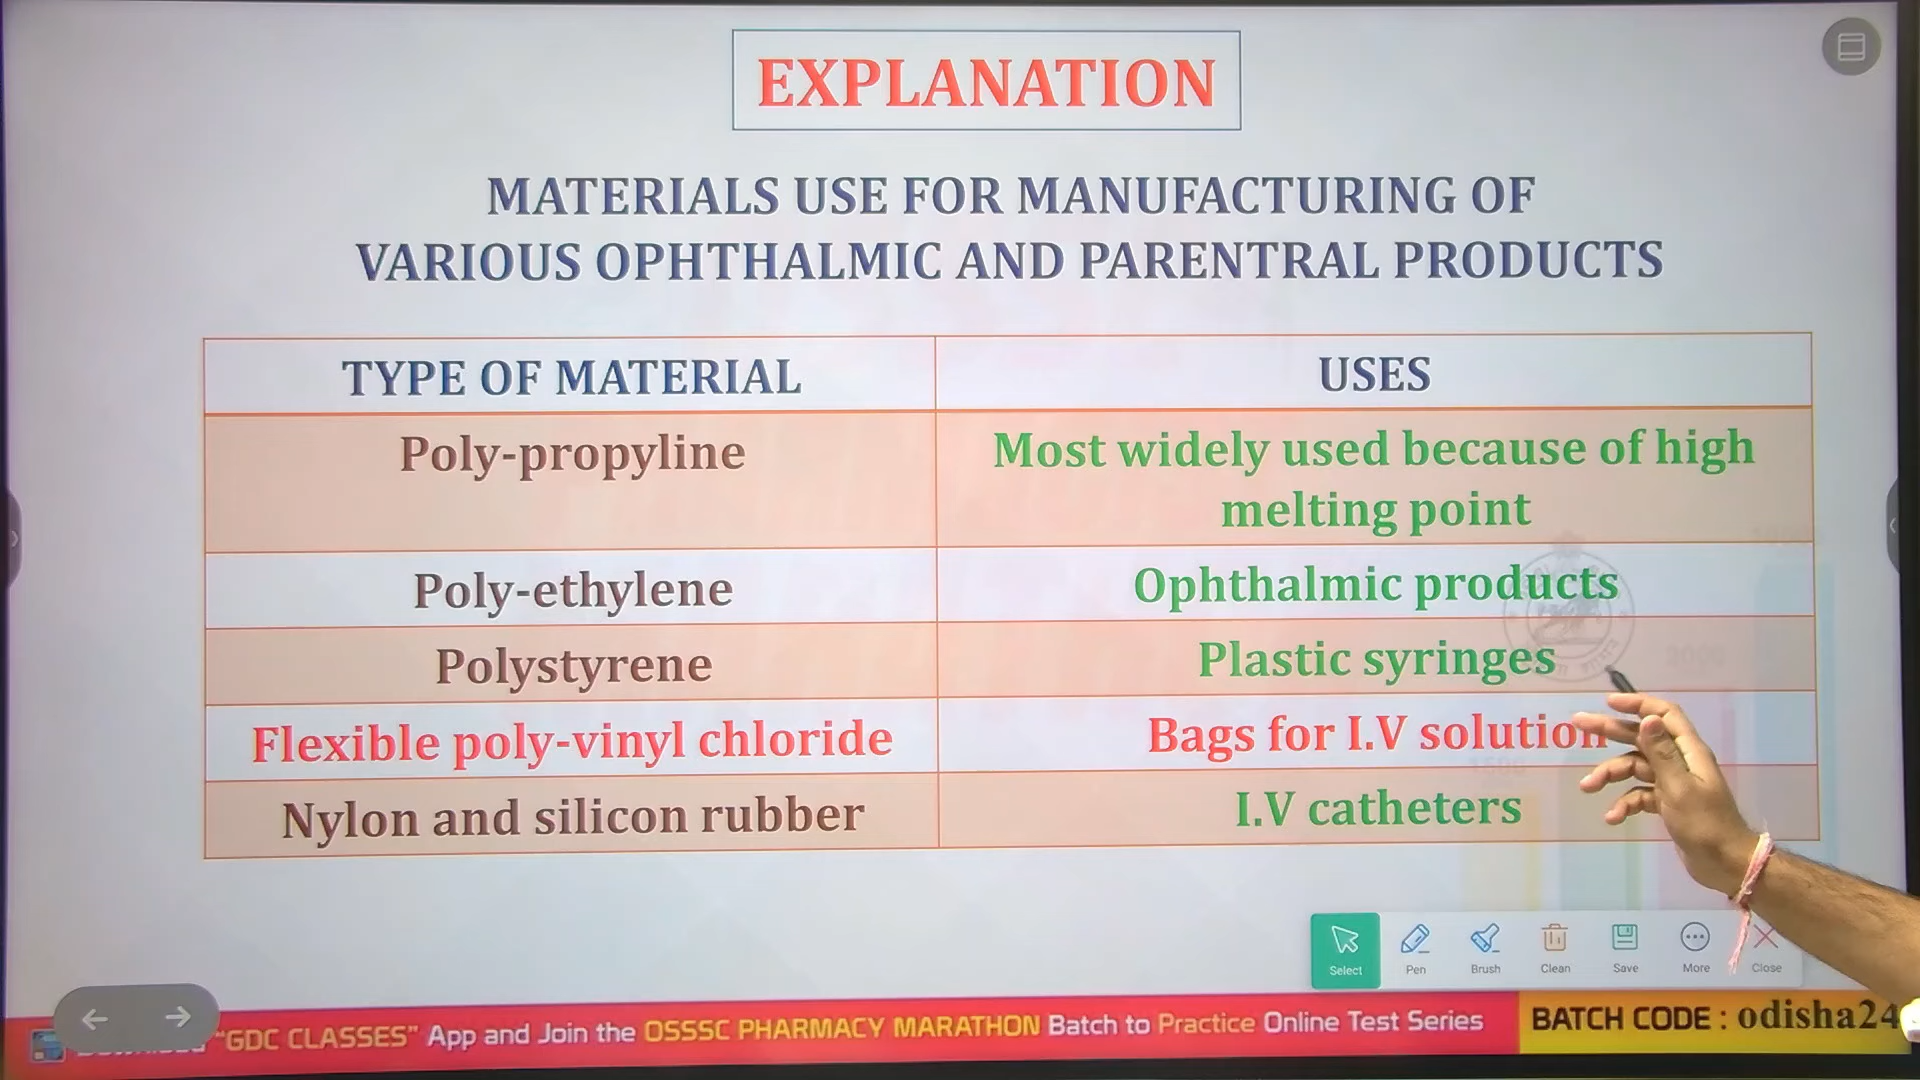 EXPLANATION
MATERIALS USE FOR MANUFACTURING OF
VARIOUS OPHTHALMIC AND PARENTRAL PRODUCTS
TYPE OF MATERIAL USES
Poly-propyline Most widely used because of high
melting point
Poly-ethylene Ophthalmic products
Polystyrene Plastic syringes
Flexible poly-vinyl chloride Bags for I.V solution
Nylon and silicon rubber I.V catheters
Select Pen Brush Clean Save More Close
"GDC CLASSES" App and Join the OSSSC PHARMACY MARATHON Batch to Practice Online Test Series
BATCH CODE : odisha24